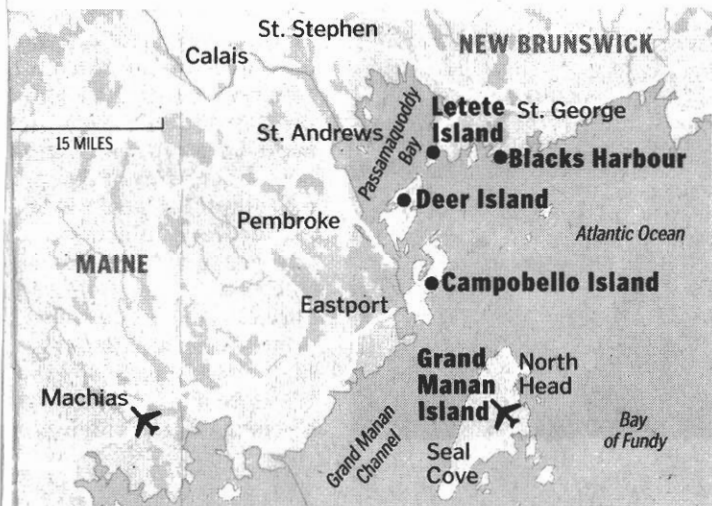 St. Stephen
NEW BRUNSWICK
Calais
Letete
Island
St. George
15 MILES
St. Andrews
Passamaquoddy
Bay
Blacks Harbour
Deer Island
Pembroke
Atlantic Ocean
MAINE
Campobello Island
Eastport
Grand
Manan
Island
North
Head
Machias
Grand Manan
Channel
Bay
of Fundy
Seal
Cove